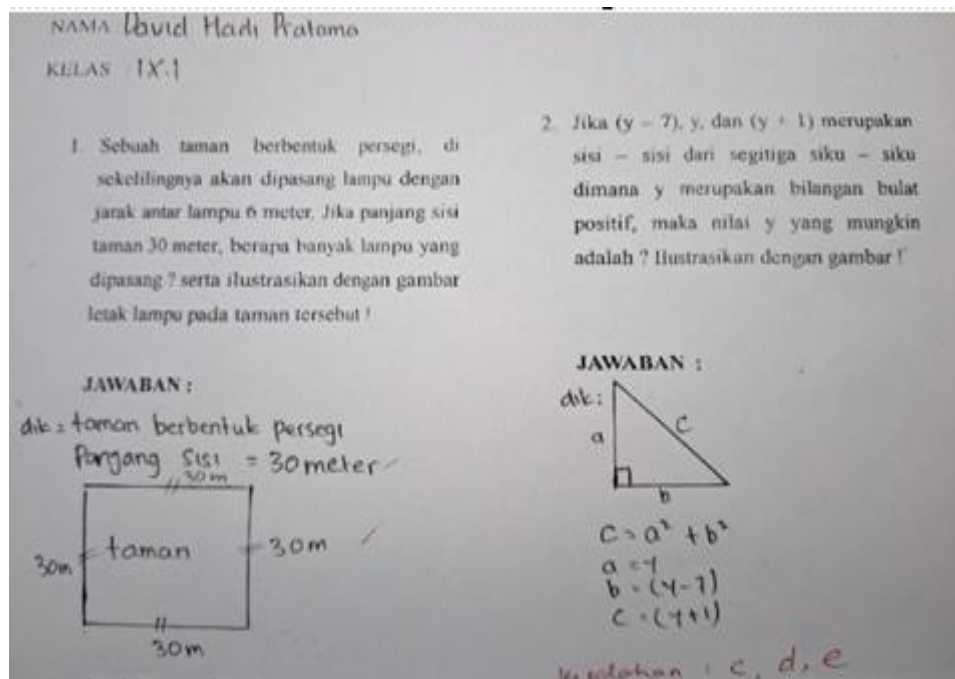 NAMA David Hadi Pratama
KELAS IX.1
1. Sebuah taman berbentuk persegi, di
sekelilingnya akan dipasang lampu dengan
jarak antar lampu 6 meter. Jika panjang sisi
taman 30 meter, berapa banyak lampu yang
dipasang ? serta ilustrasikan dengan gambar
letak lampu pada taman tersebut !
JAWABAN :
dik = taman berbentuk persegi
Panjang sisi = 30 meter
30 m
taman
30m
30m
30m
2. Jika (y – 7), y, dan (y + 1) merupakan
sisi – sisi dari segitiga siku – siku
dimana y merupakan bilangan bulat
positif, maka nilai y yang mungkin
adalah ? Ilustrasikan dengan gambar !
JAWABAN :
dik :
a
c
b
c = a² + b²
a = y
b = (y-7)
c = (y+1)
kesalahan : c, d, e